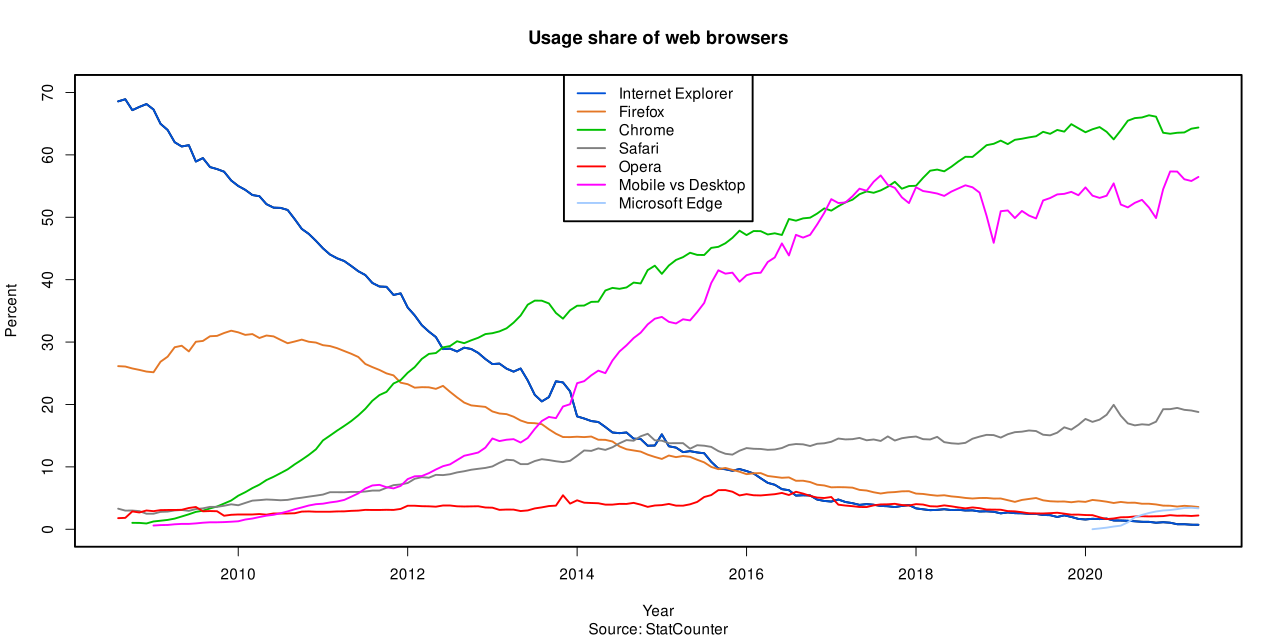 Usage share of web browsers
Percent
70
60
50
40
30
20
10
0
Internet Explorer
Firefox
Chrome
Safari
Opera
Mobile vs Desktop
Microsoft Edge
2010 2012 2014 2016 2018 2020
Year
Source: StatCounter